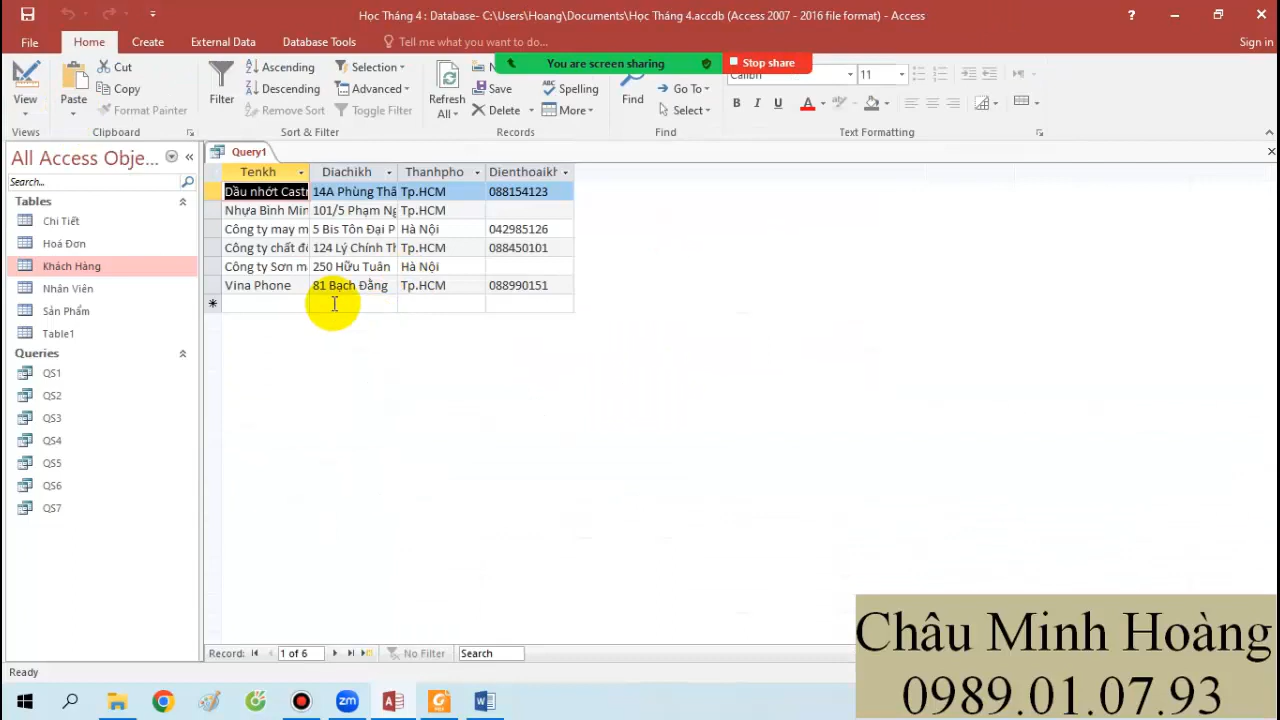 Học Tháng 4 : Database- C:\Users\Hoang\Documents\Học Tháng 4.accdb (Access 2007 - 2016 file format) - Access
File Home Create External Data Database Tools Tell me what you want to do... Sign in
You are screen sharing Stop share
View
Views
Paste
Cut
Copy
Format Painter
Clipboard
Filter
Ascending
Descending
Remove Sort
Selection
Advanced
Toggle Filter
Sort & Filter
Refresh
All
Save
Delete
Spelling
More
Records
Find
Go To
Select
Find
Calibri 11
B I U A
Text Formatting
All Access Obje...
Search...
Tables
Chi Tiết
Hoá Đơn
Khách Hàng
Nhân Viên
Sản Phẩm
Table1
Queries
QS1
QS2
QS3
QS4
QS5
QS6
QS7
Query1
Tenkh Diachikh Thanhpho Dienthoaikh
Dầu nhớt Castr 14A Phùng Thâ Tp.HCM 088154123
Nhựa Bình Min 101/5 Phạm Ng Tp.HCM
Công ty may m 5 Bis Tôn Đại P Hà Nội 042985126
Công ty chất đố 124 Lý Chính Th Tp.HCM 088450101
Công ty Sơn m 250 Hữu Tuân Hà Nội
Vina Phone 81 Bạch Đằng Tp.HCM 088990151
Record: 1 of 6 No Filter Search
Ready
Châu Minh Hoàng
0989.01.07.93